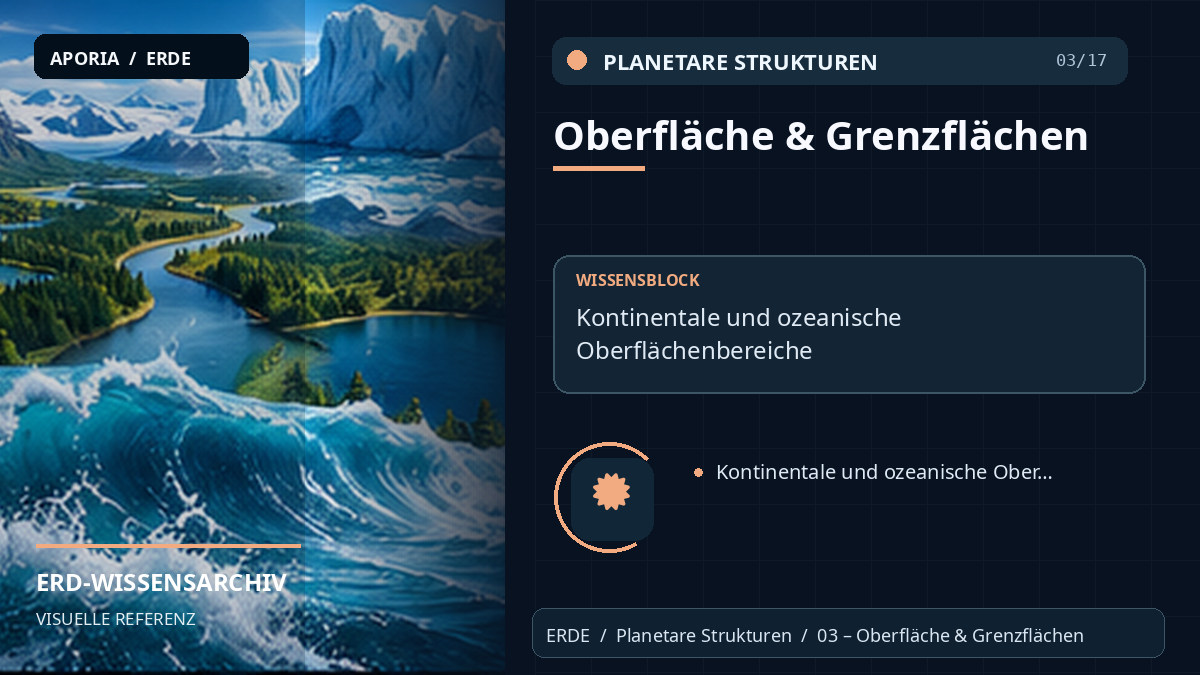 APORIA / ERDE
ERD-WISSENSARCHIV
VISUELLE REFERENZ
PLANETARE STRUKTUREN
03/17
Oberfläche & Grenzflächen
WISSENSBLOCK
Kontinentale und ozeanische
Oberflächenbereiche
Kontinentale und ozeanische Ober...
ERDE / Planetare Strukturen / 03 – Oberfläche & Grenzflächen